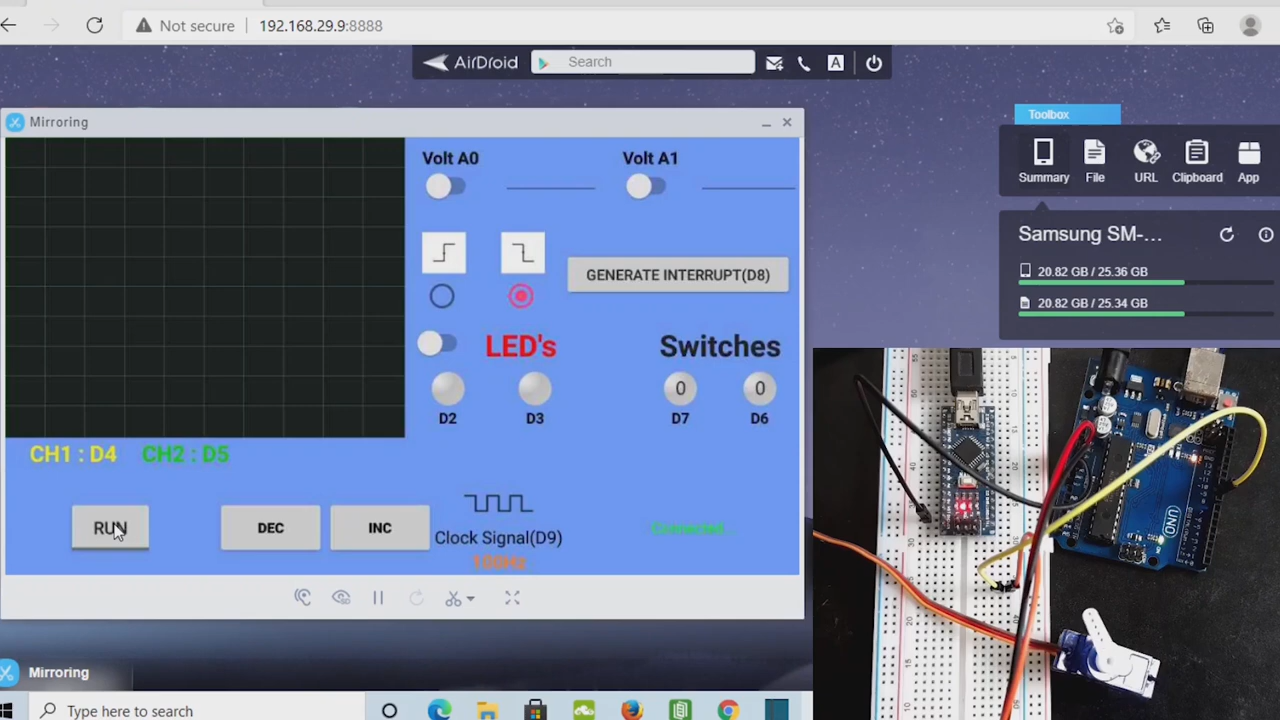 Not secure
192.168.29.9:8888
AirDroid
Search
A
Toolbox
Mirroring
Summary
File
URL
Clipboard
App
Volt A0
Volt A1
Samsung SM-...
20.82 GB / 25.36 GB
20.82 GB / 25.34 GB
GENERATE INTERRUPT(D8)
LED's
Switches
0
0
D2
D3
D7
D6
CH1 : D4
CH2 : D5
RUN
DEC
INC
Clock Signal(D9)
100Hz
Connected...
UNO
Mirroring
Type here to search